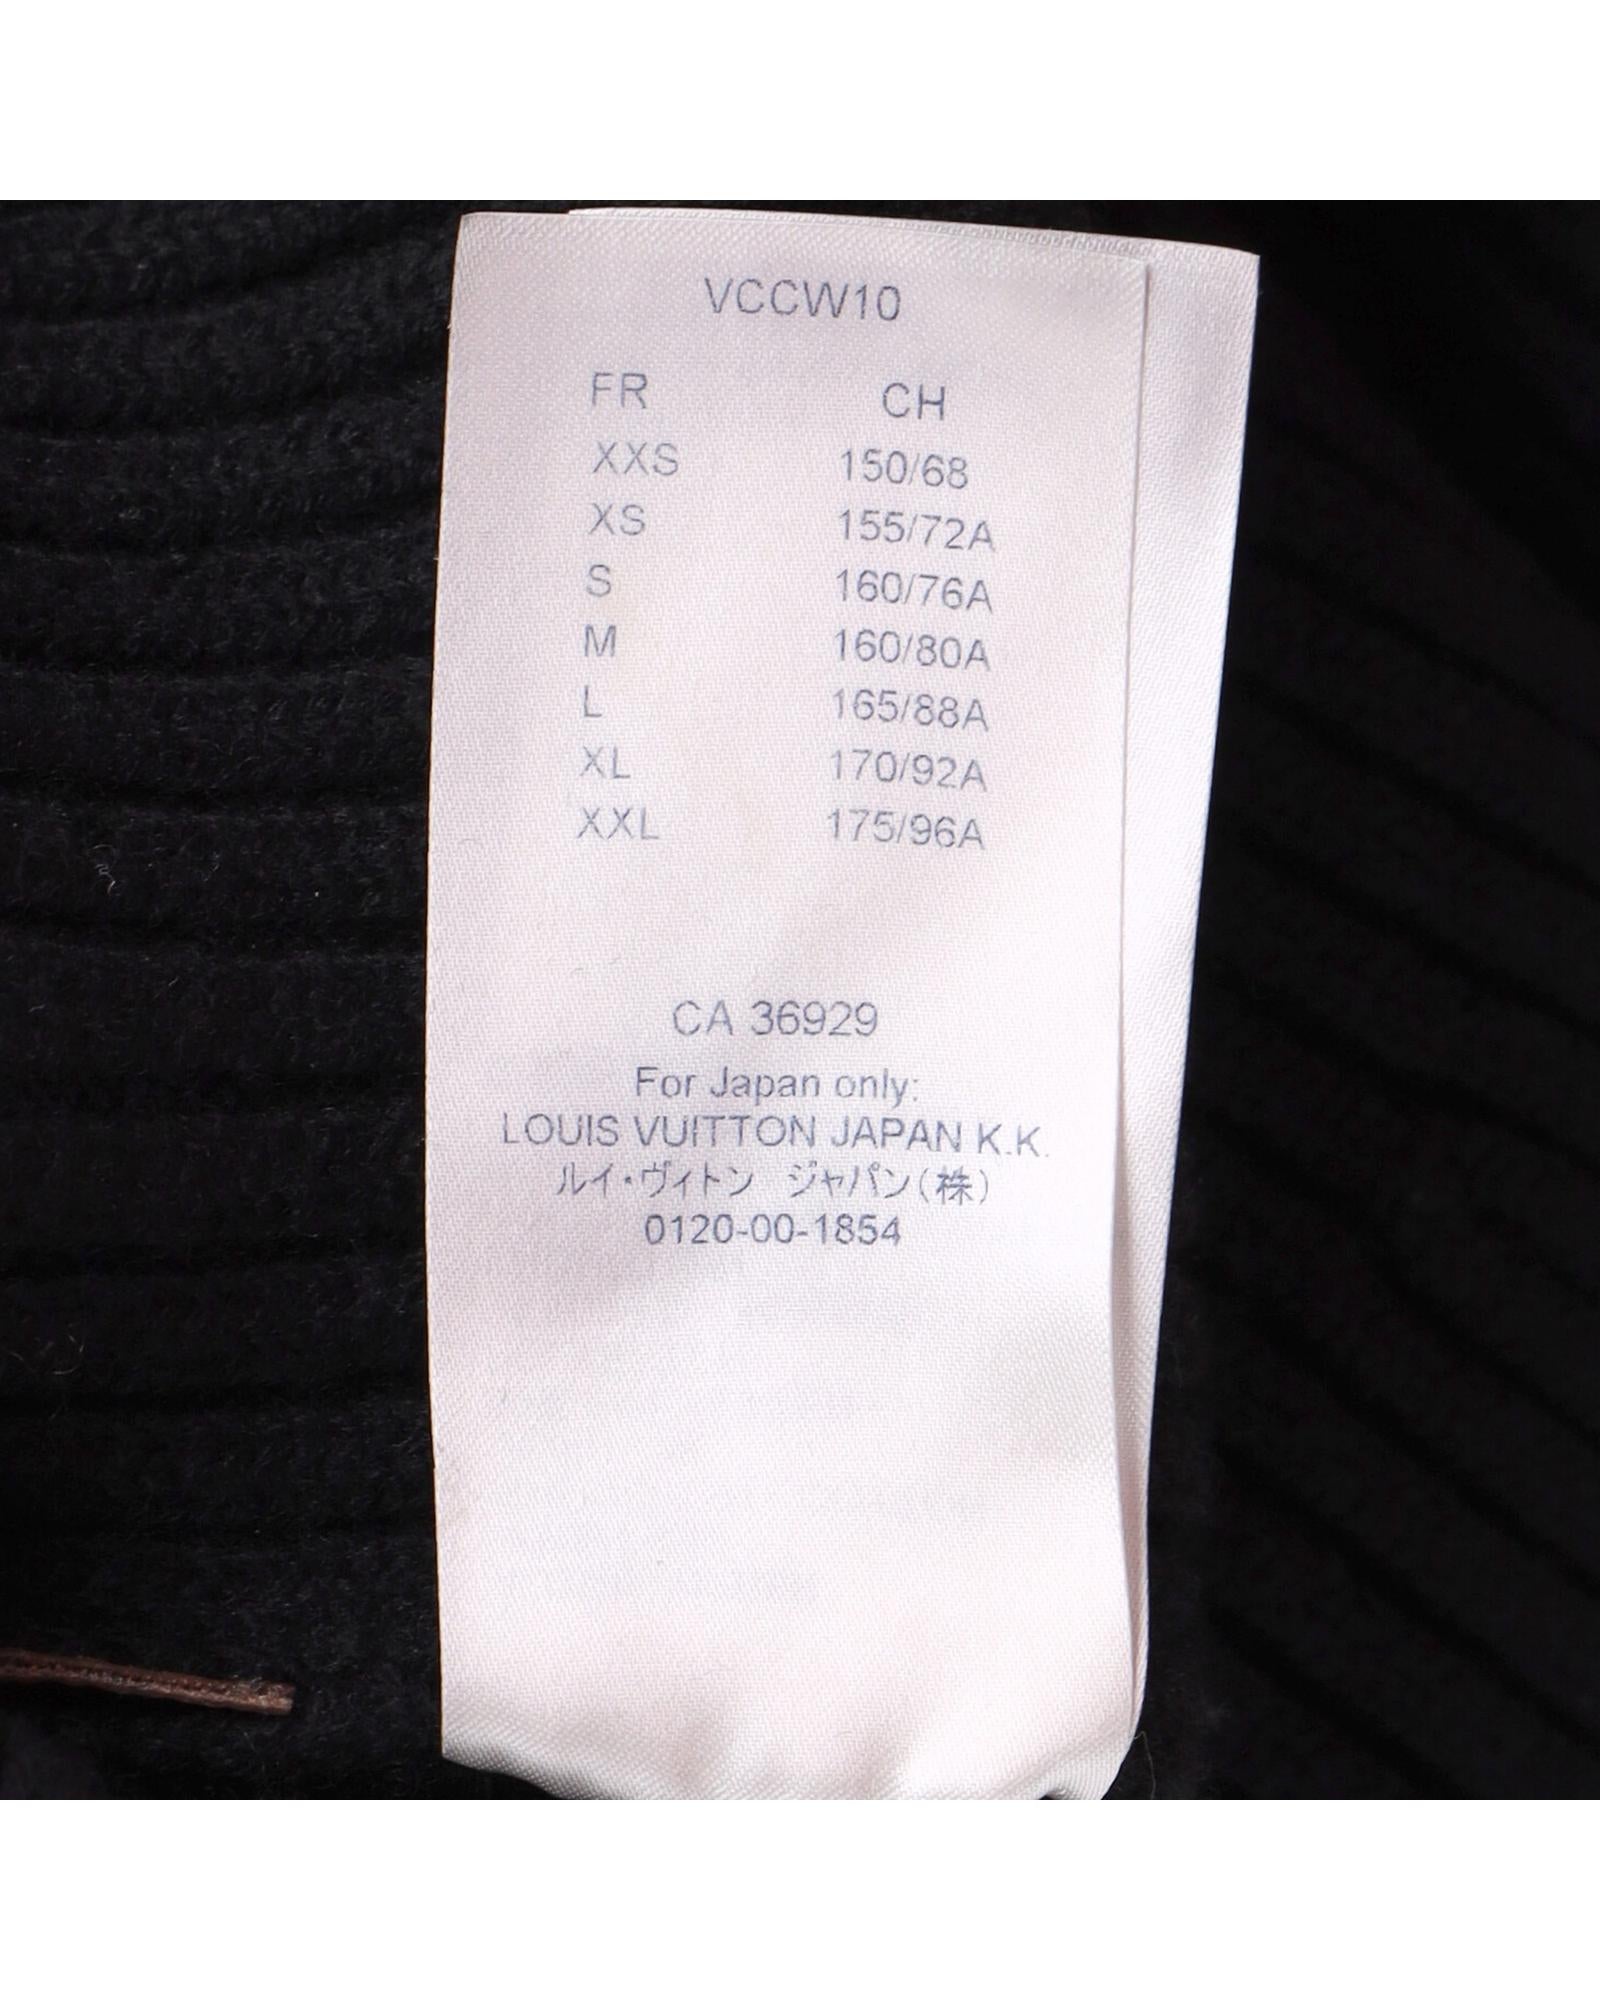 VCCW10
FR CH
XXS 150/68
XS 155/72A
S 160/76A
M 160/80A
L 165/88A
XL 170/92A
XXL 175/96A
CA 36929
For Japan only:
LOUIS VUITTON JAPAN K.K.
ルイ・ヴィトン ジャパン(株)
0120-00-1854